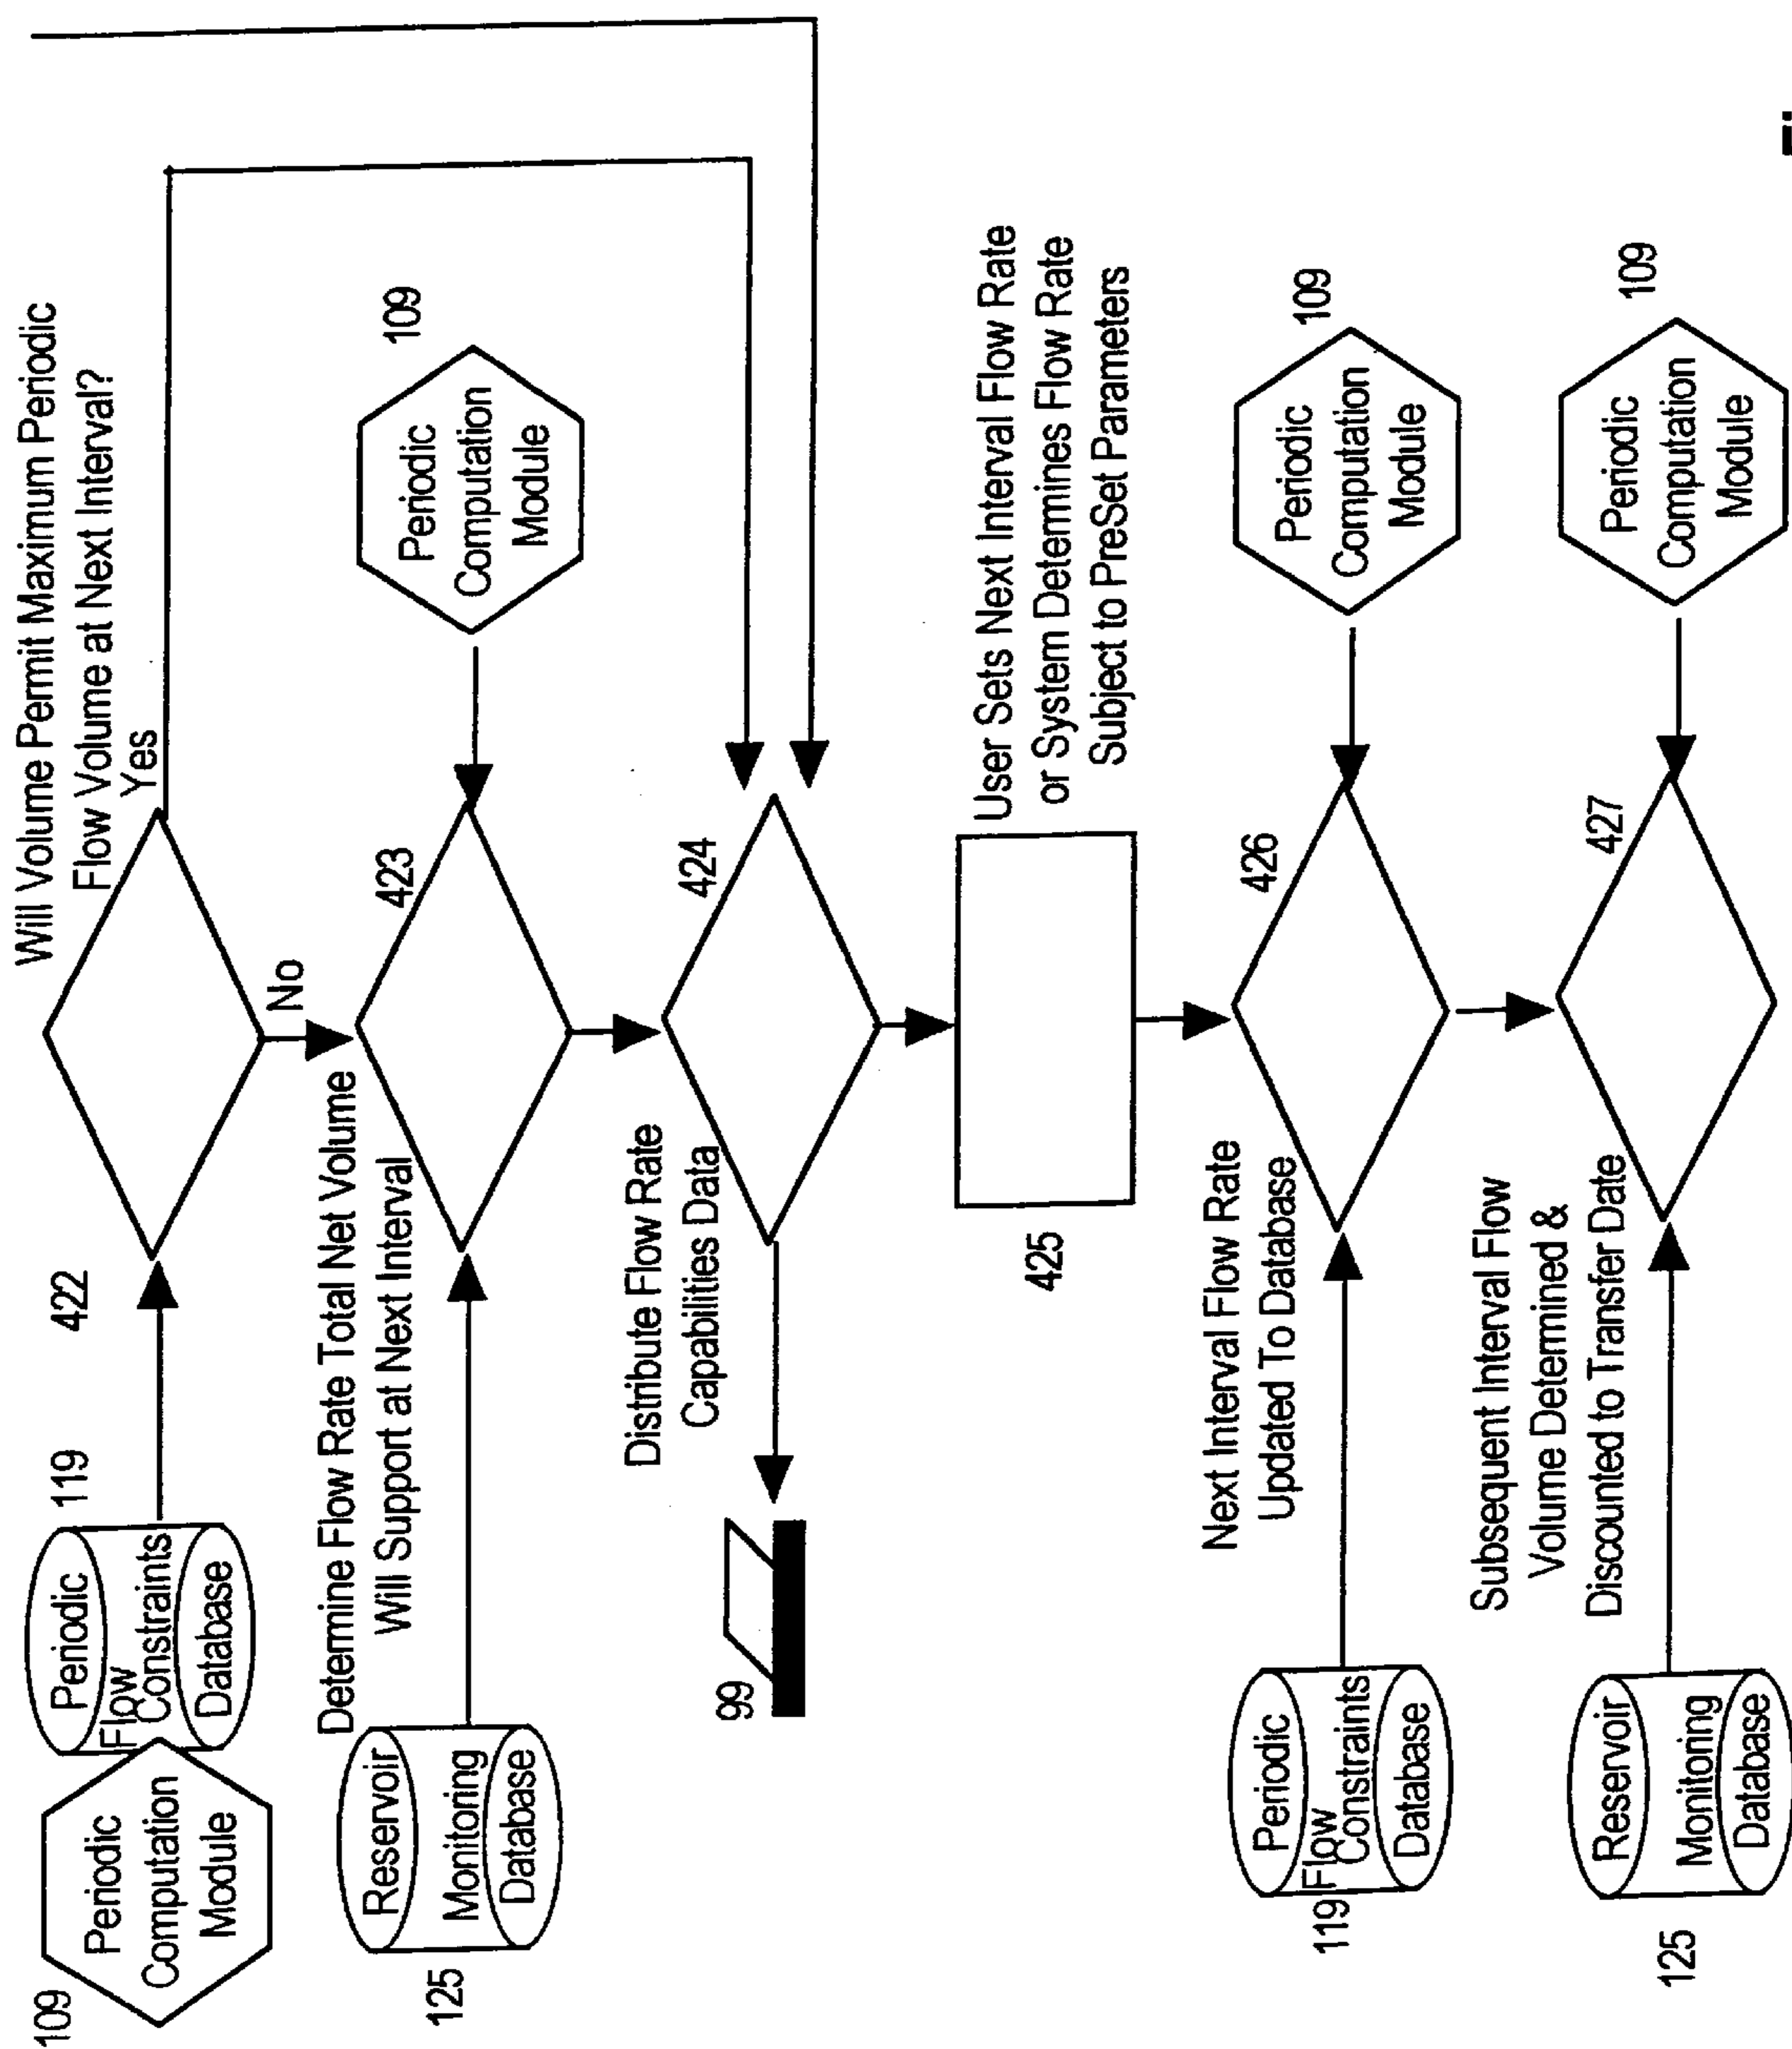 109
Periodic
Computation
Module
Periodic
Flow
Constraints
Database
119
422
Will Volume Permit Maximum Periodic
Flow Volume at Next Interval?
Yes
No
Determine Flow Rate Total Net Volume
Will Support at Next Interval
125
Reservoir
Monitoring
Database
423
Periodic
Computation
Module
109
Distribute Flow Rate
Capabilities Data
99
424
425
User Sets Next Interval Flow Rate
or System Determines Flow Rate
Subject to PreSet Parameters
Next Interval Flow Rate
Updated To Database
119
Periodic
Flow
Constraints
Database
426
Periodic
Computation
Module
109
Subsequent Interval Flow
Volume Determined &
Discounted to Transfer Date
125
Reservoir
Monitoring
Database
427
Periodic
Computation
Module
109